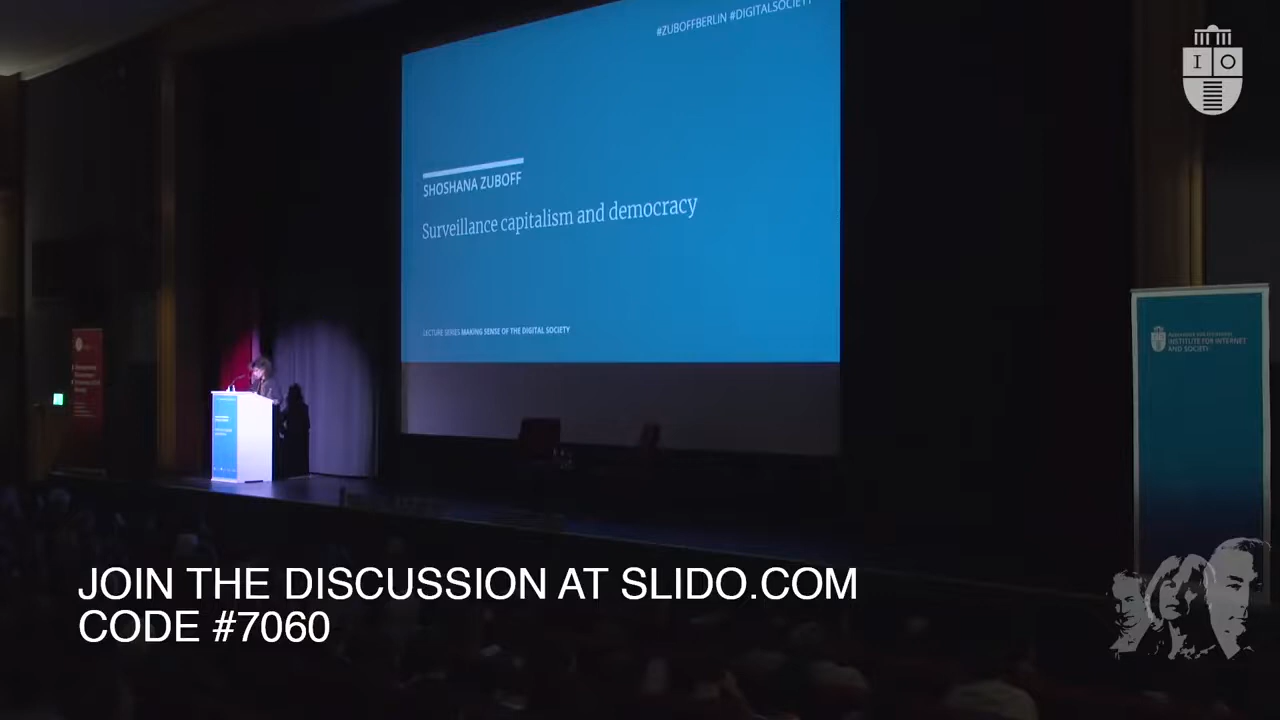 #ZUBOFFBERLIN #DIGITALSOCIETY
I O
SHOSHANA ZUBOFF
Surveillance capitalism and democracy
LECTURE SERIES MAKING SENSE OF THE DIGITAL SOCIETY
INSTITUTE FOR INTERNET
AND SOCIETY
JOIN THE DISCUSSION AT SLIDO.COM
CODE #7060